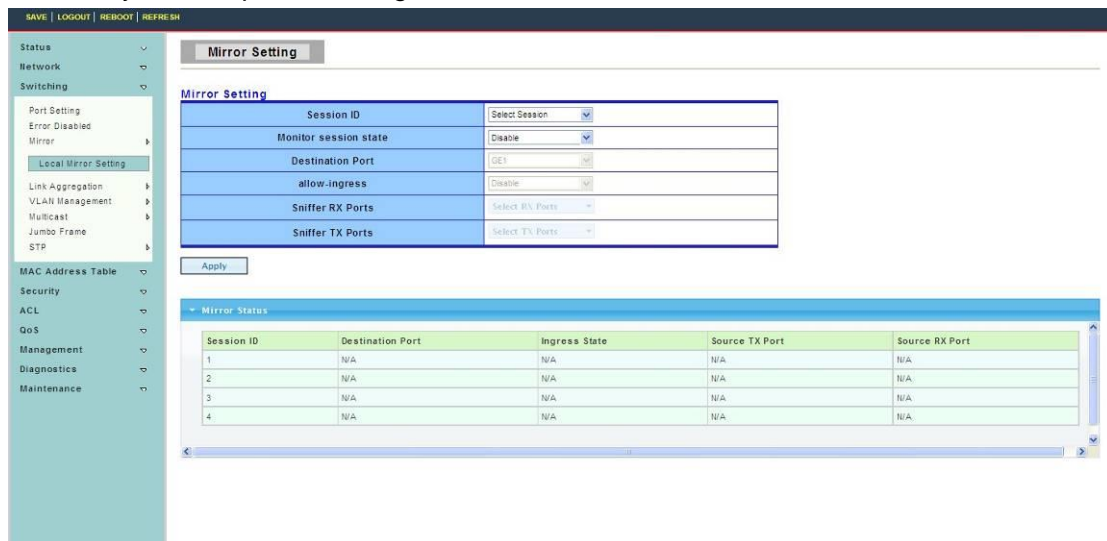 SAVE | LOGOUT | REBOOT | REFRESH
Status
Network
Switching
Port Setting
Error Disabled
Mirror
Local Mirror Setting
Link Aggregation
VLAN Management
Multicast
Jumbo Frame
STP
MAC Address Table
Security
ACL
QoS
Management
Diagnostics
Maintenance
Mirror Setting
Mirror Setting
Session ID Select Session
Monitor session state Disable
Destination Port GE1
allow-ingress Disable
Sniffer RX Ports Select RX Ports
Sniffer TX Ports Select TX Ports
Apply
Mirror Status
Session ID Destination Port Ingress State Source TX Port Source RX Port
1 N/A N/A N/A N/A
2 N/A N/A N/A N/A
3 N/A N/A N/A N/A
4 N/A N/A N/A N/A